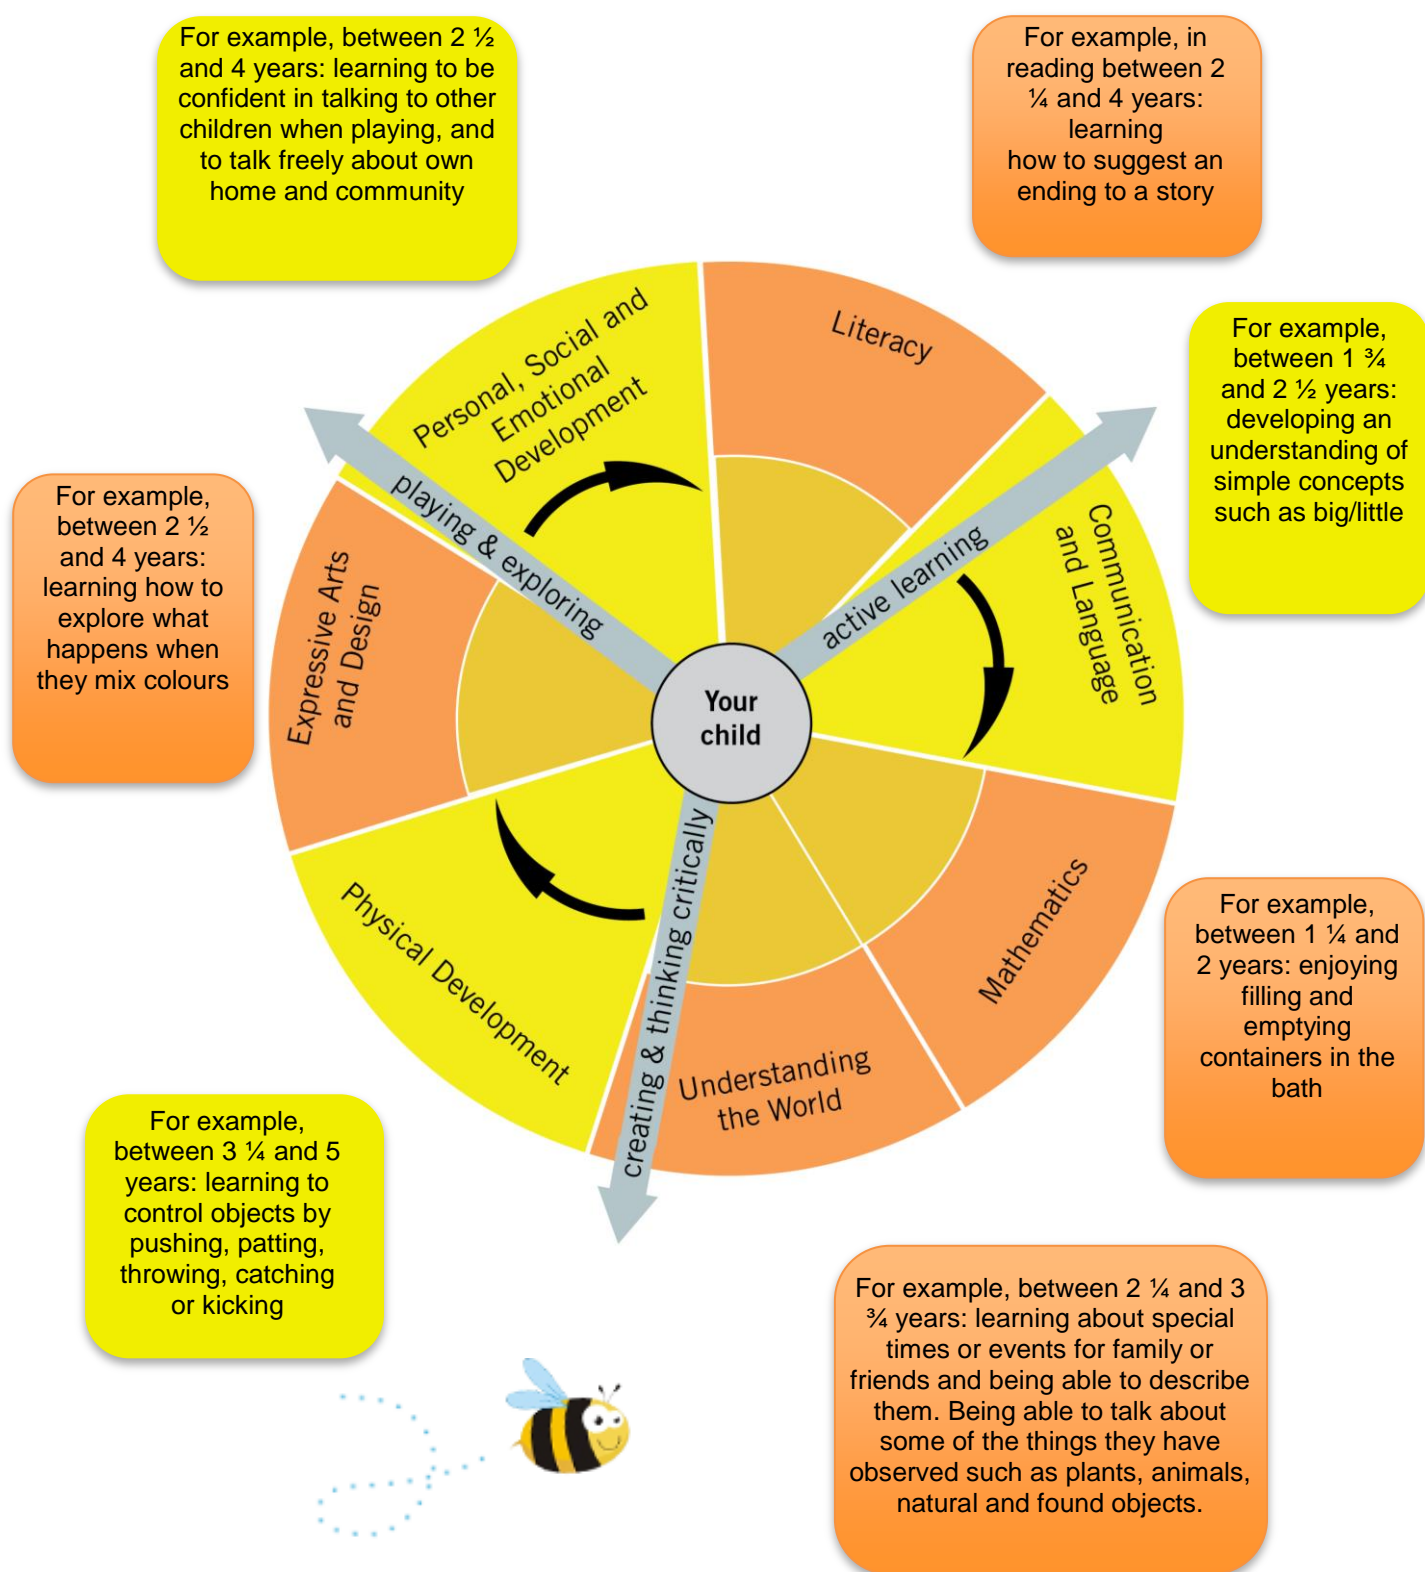 For example, between 2 ½
and 4 years: learning to be
confident in talking to other
children when playing, and
to talk freely about own
home and community
For example, in
reading between 2
¼ and 4 years:
learning
how to suggest an
ending to a story
For example,
between 1 ¾
and 2 ½ years:
developing an
understanding of
simple concepts
such as big/little
For example,
between 2 ½
and 4 years:
learning how to
explore what
happens when
they mix colours
Personal, Social and
Emotional
Development
Literacy
Communication
and Language
playing & exploring
active learning
Expressive Arts
and Design
Your
child
creating & thinking critically
Physical Development
Mathematics
Understanding
the World
For example,
between 1 ¼ and
2 years: enjoying
filling and
emptying
containers in the
bath
For example,
between 3 ¼ and 5
years: learning to
control objects by
pushing, patting,
throwing, catching
or kicking
For example, between 2 ¼ and 3
¾ years: learning about special
times or events for family or
friends and being able to describe
them. Being able to talk about
some of the things they have
observed such as plants, animals,
natural and found objects.